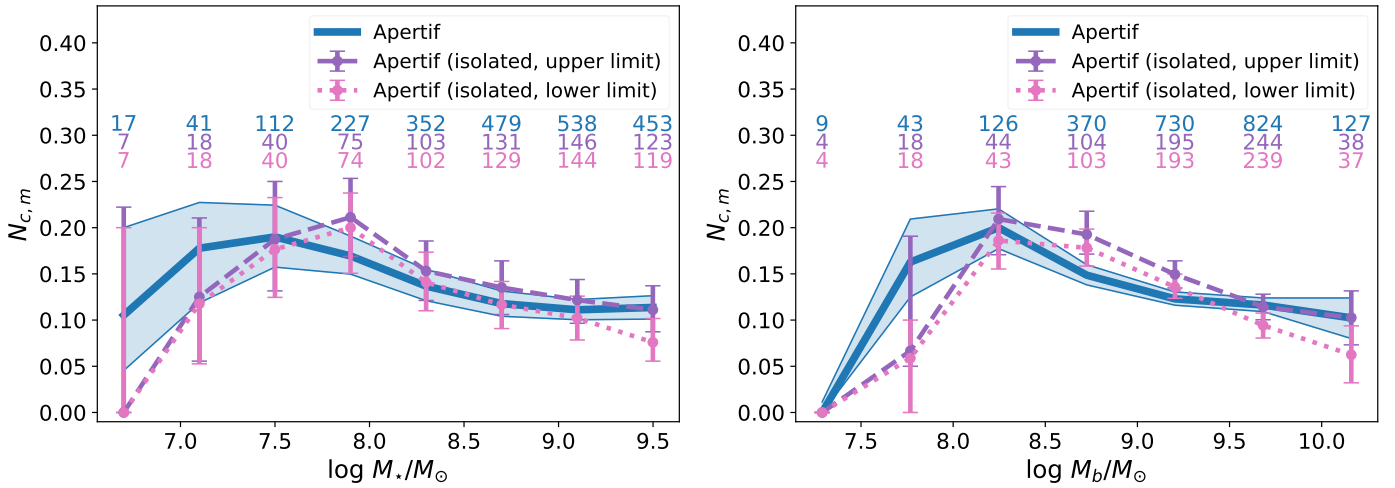 0.40
0.35
0.30
0.25
0.20
0.15
0.10
0.05
0.00
N_{c, m}
Apertif
Apertif (isolated, upper limit)
Apertif (isolated, lower limit)
17 41 112 227 352 479 538 453
7 18 40 75 103 131 146 123
7 18 40 74 102 129 144 119
7.0 7.5 8.0 8.5 9.0 9.5
log M⋆/M⊙
0.40
0.35
0.30
0.25
0.20
0.15
0.10
0.05
0.00
N_{c, m}
Apertif
Apertif (isolated, upper limit)
Apertif (isolated, lower limit)
9 43 126 370 730 824 127
4 18 44 104 195 244 38
4 18 43 103 193 239 37
7.5 8.0 8.5 9.0 9.5 10.0
log M_b/M⊙